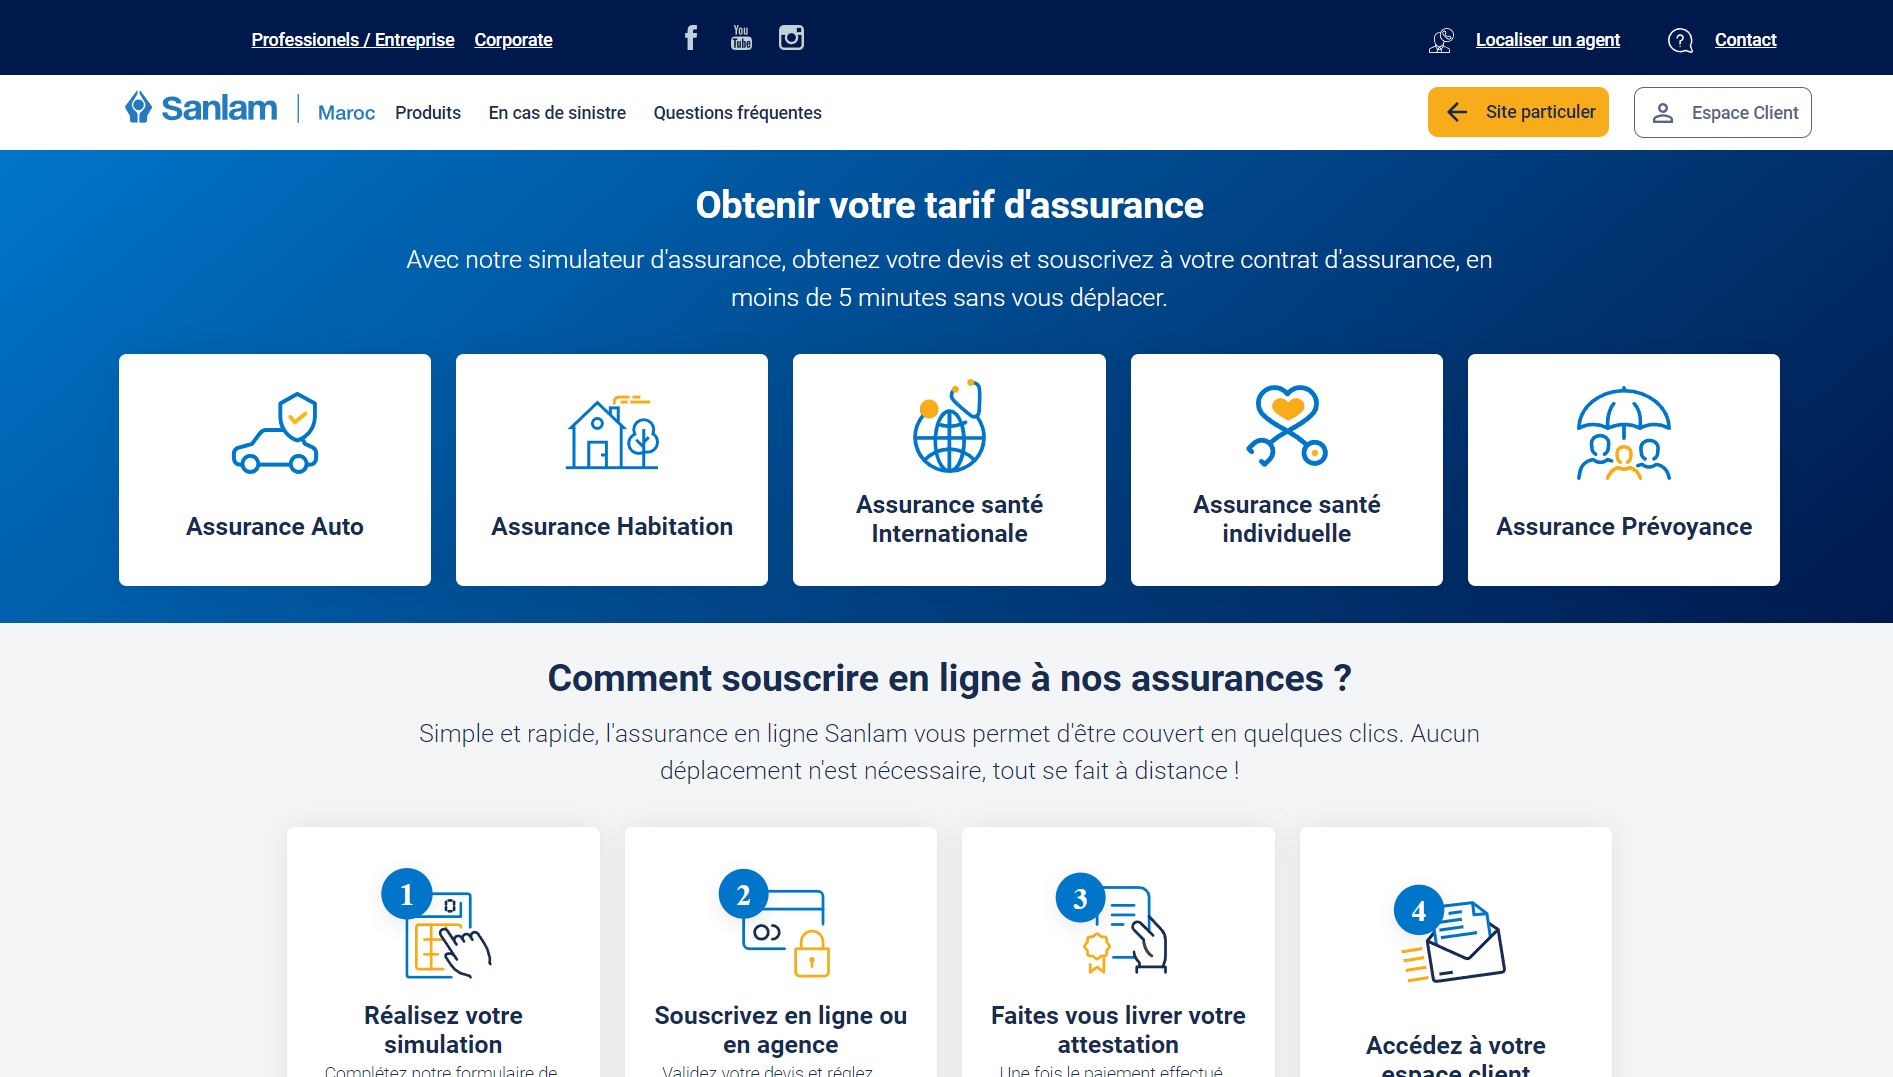 Professionels / Entreprise Corporate
You Tube
Localiser un agent Contact
Sanlam Maroc Produits En cas de sinistre Questions fréquentes
Site particuler Espace Client
Obtenir votre tarif d'assurance
Avec notre simulateur d'assurance, obtenez votre devis et souscrivez à votre contrat d'assurance, en
moins de 5 minutes sans vous déplacer.
Assurance Auto
Assurance Habitation
Assurance santé
Internationale
Assurance santé
individuelle
Assurance Prévoyance
Comment souscrire en ligne à nos assurances ?
Simple et rapide, l'assurance en ligne Sanlam vous permet d'être couvert en quelques clics. Aucun
déplacement n'est nécessaire, tout se fait à distance !
1
0
Réalisez votre
simulation
Complétez notre formulaire de
2
Souscrivez en ligne ou
en agence
Validez votre devis et réglez
3
Faites vous livrer votre
attestation
Une fois le paiement effectué
4
Accédez à votre
espace client